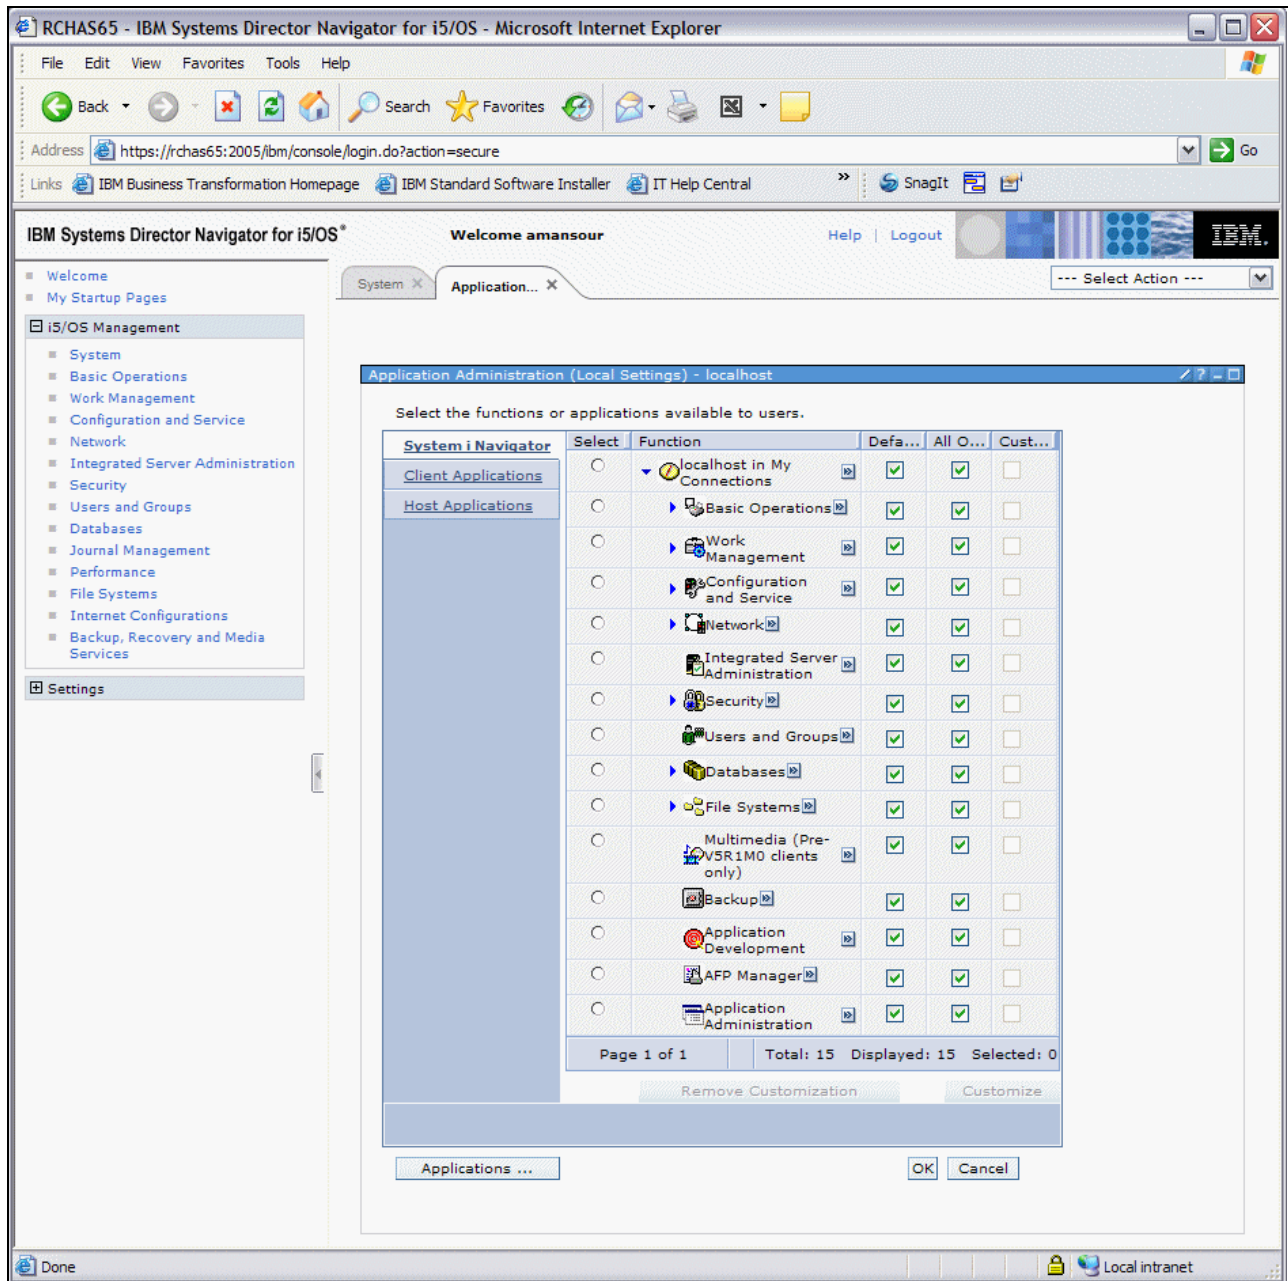 RCHAS65 - IBM Systems Director Navigator for i5/OS - Microsoft Internet Explorer
File Edit View Favorites Tools Help
Back Search Favorites
Address https://rchas65:2005/ibm/console/login.do?action=secure Go
Links IBM Business Transformation Homepage IBM Standard Software Installer IT Help Central » SnagIt
IBM Systems Director Navigator for i5/OS® Welcome amansour Help | Logout IBM.
Welcome
My Startup Pages
i5/OS Management
System
Basic Operations
Work Management
Configuration and Service
Network
Integrated Server Administration
Security
Users and Groups
Databases
Journal Management
Performance
File Systems
Internet Configurations
Backup, Recovery and Media
Services
Settings
System Application... --- Select Action ---
Application Administration (Local Settings) - localhost
Select the functions or applications available to users.
System i Navigator
Client Applications
Host Applications
Select Function Defa... All O... Cust...
localhost in My
Connections
Basic Operations
Work
Management
Configuration
and Service
Network
Integrated Server
Administration
Security
Users and Groups
Databases
File Systems
Multimedia (Pre-
V5R1M0 clients
only)
Backup
Application
Development
AFP Manager
Application
Administration
Page 1 of 1 Total: 15 Displayed: 15 Selected: 0
Remove Customization Customize
Applications ... OK Cancel
Done Local intranet